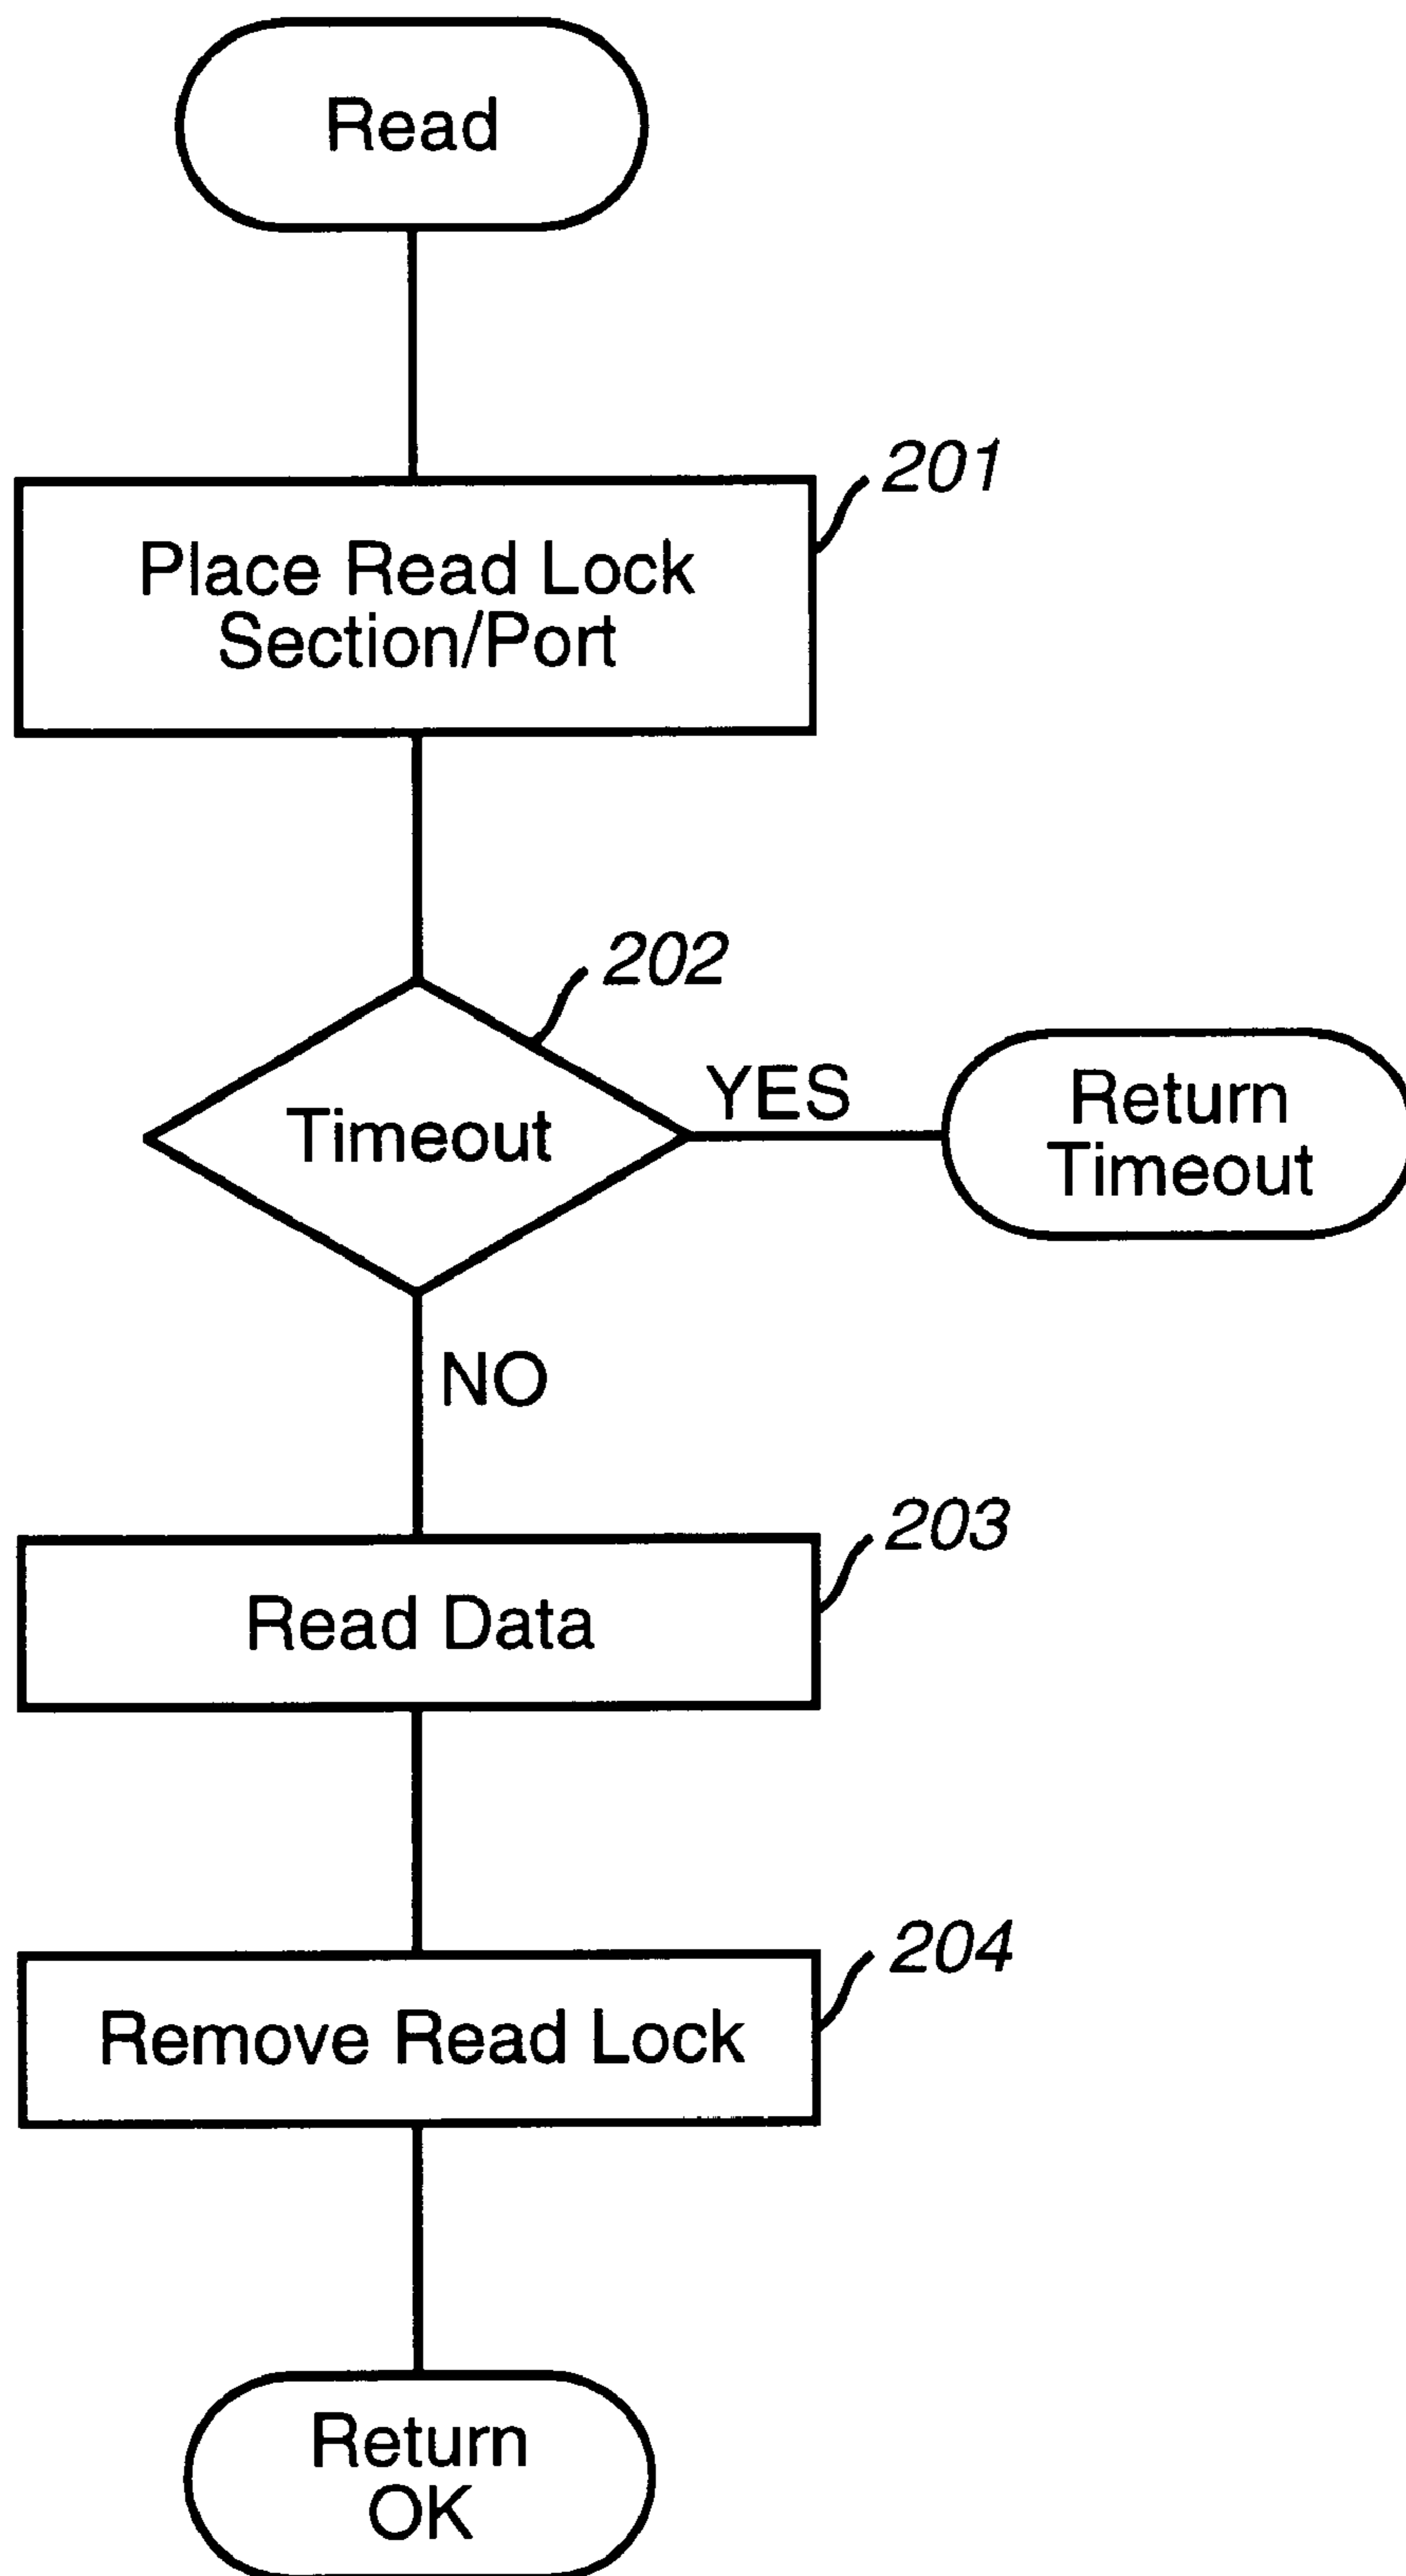 Read
201
Place Read Lock
Section/Port
202
Timeout
YES
Return
Timeout
NO
203
Read Data
204
Remove Read Lock
Return
OK